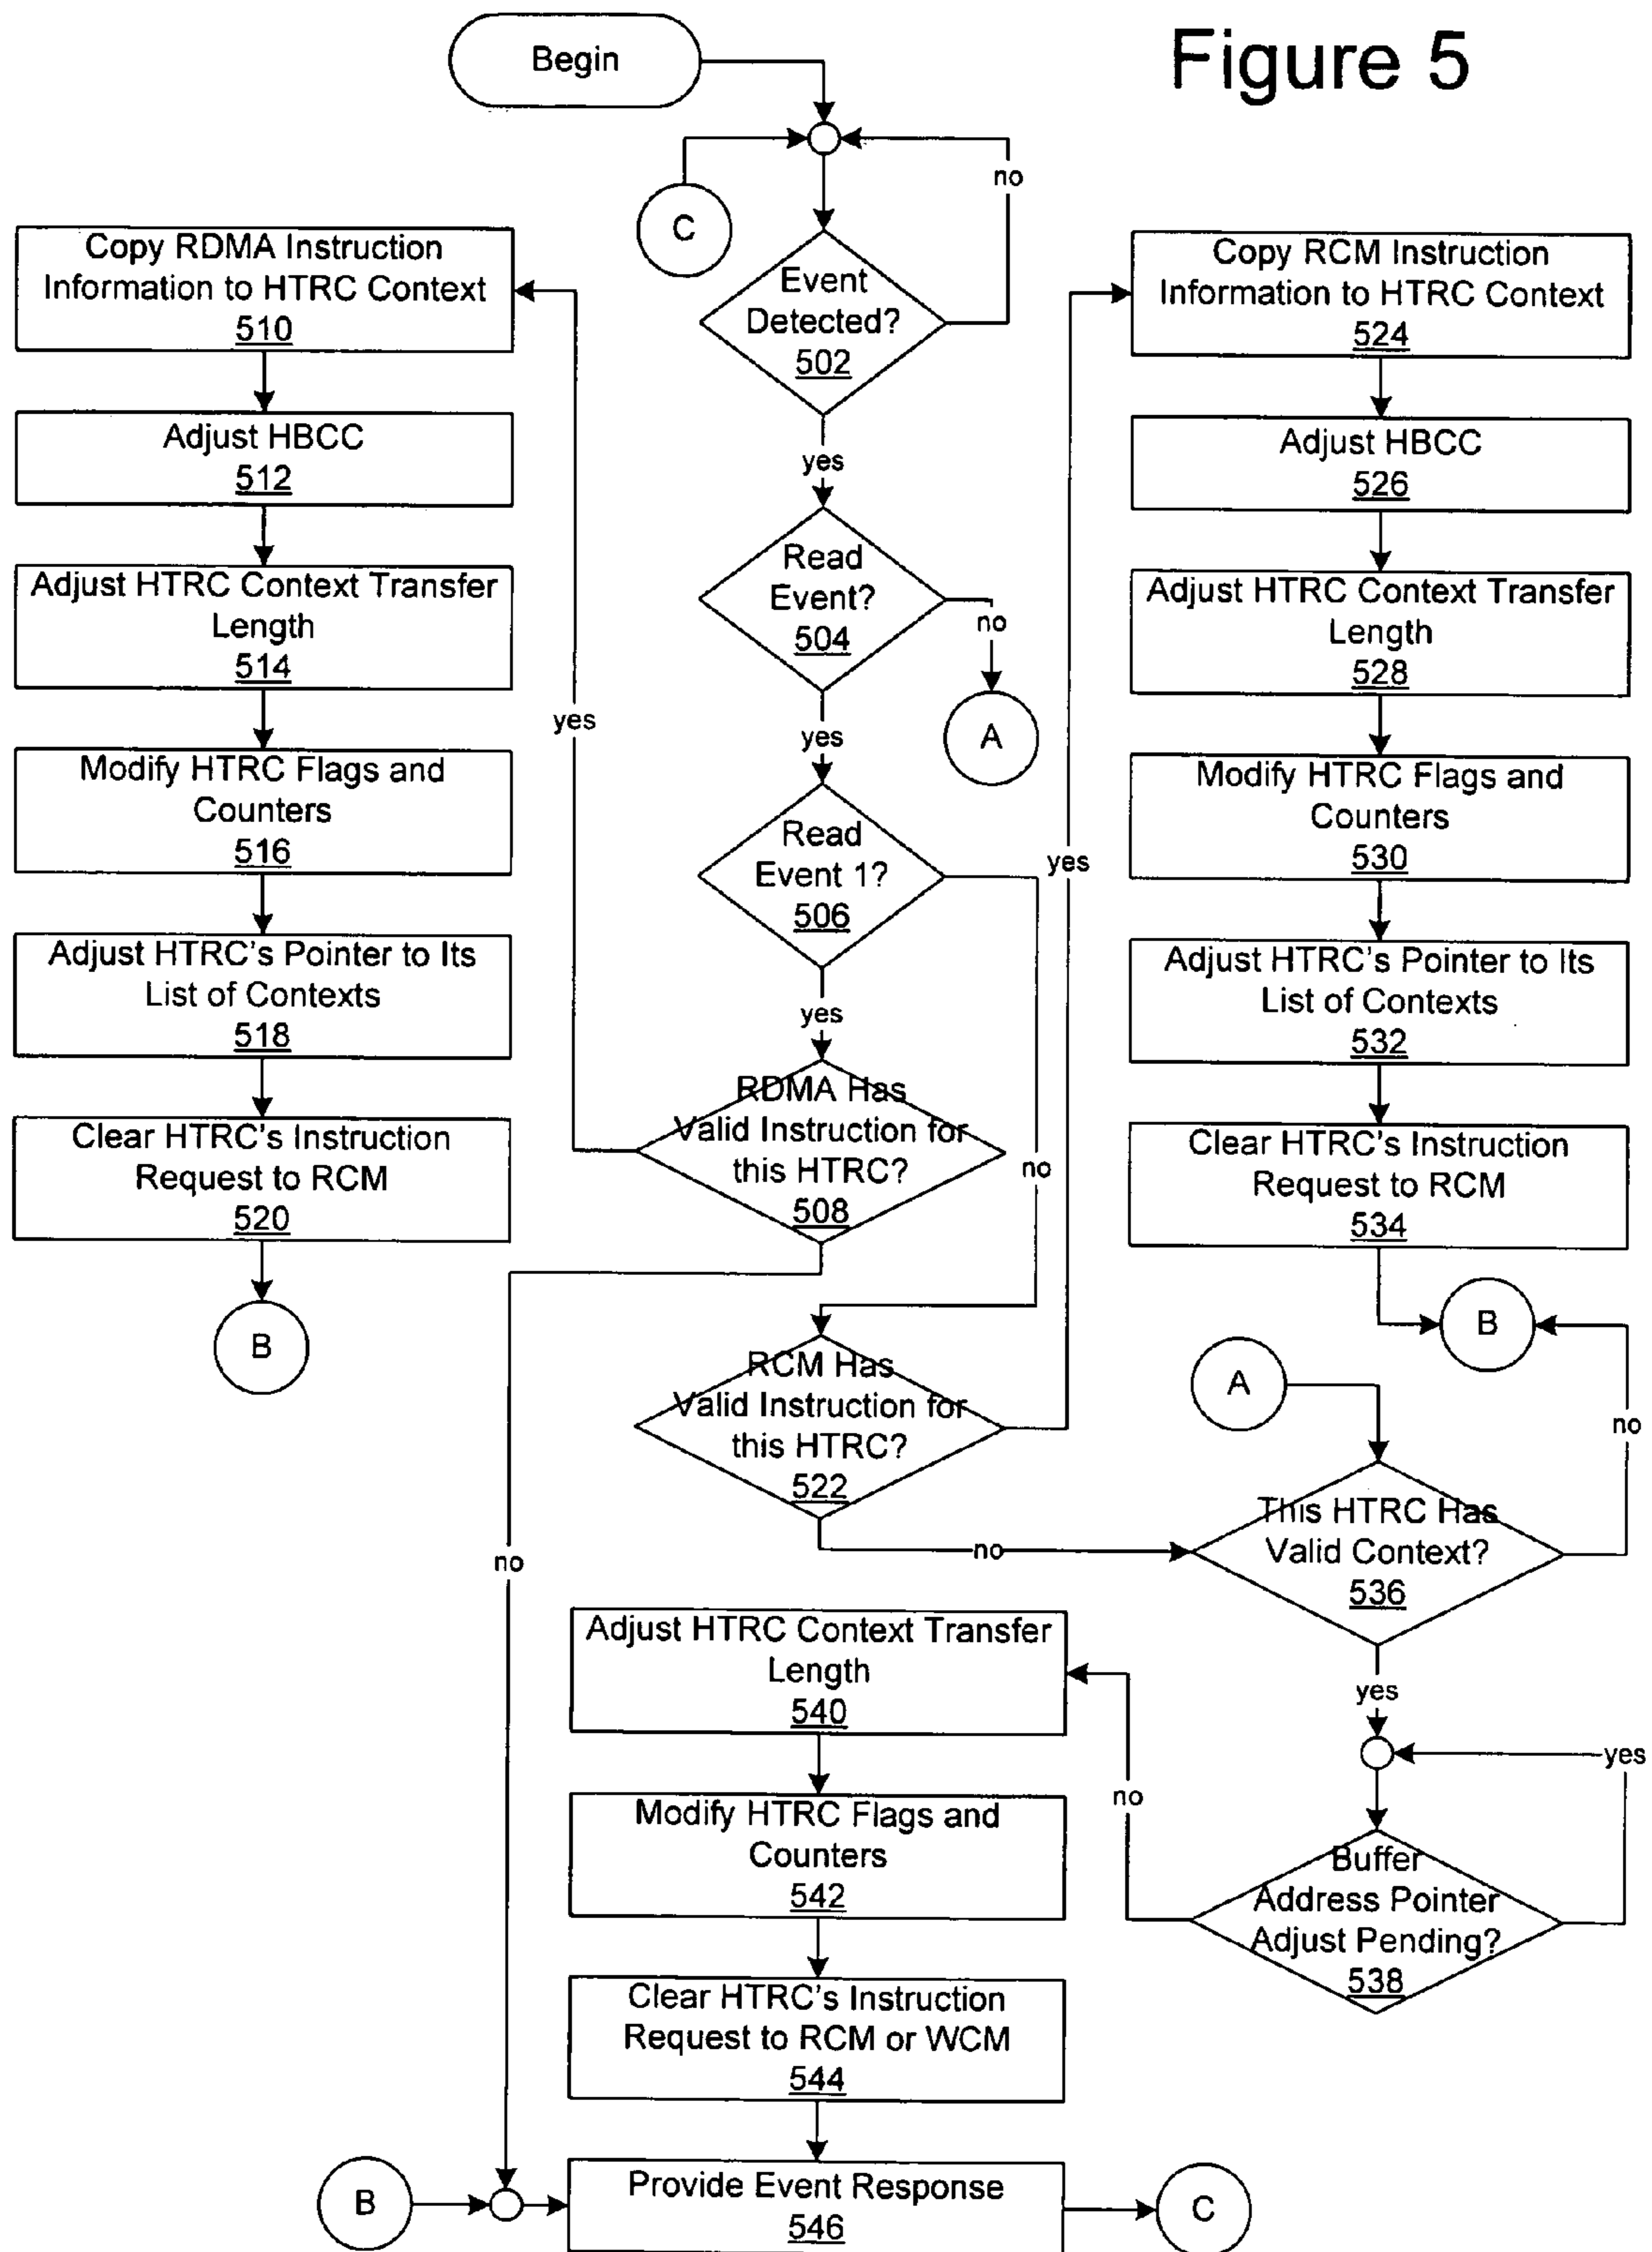 Figure 5
Begin
C
no
Event
Detected?
502
yes
Read
Event?
504
no
A
yes
Read
Event 1?
506
yes
no
RDMA Has
Valid Instruction for
this HTRC?
508
yes
no
Copy RDMA Instruction
Information to HTRC Context
510
Adjust HBCC
512
Adjust HTRC Context Transfer
Length
514
Modify HTRC Flags and
Counters
516
Adjust HTRC's Pointer to Its
List of Contexts
518
Clear HTRC's Instruction
Request to RCM
520
B
RCM Has
Valid Instruction for
this HTRC?
522
yes
no
Copy RCM Instruction
Information to HTRC Context
524
Adjust HBCC
526
Adjust HTRC Context Transfer
Length
528
Modify HTRC Flags and
Counters
530
Adjust HTRC's Pointer to Its
List of Contexts
532
Clear HTRC's Instruction
Request to RCM
534
B
A
no
This HTRC Has
Valid Context?
536
yes
yes
Buffer
Address Pointer
Adjust Pending?
538
no
Adjust HTRC Context Transfer
Length
540
Modify HTRC Flags and
Counters
542
Clear HTRC's Instruction
Request to RCM or WCM
544
B
Provide Event Response
546
C